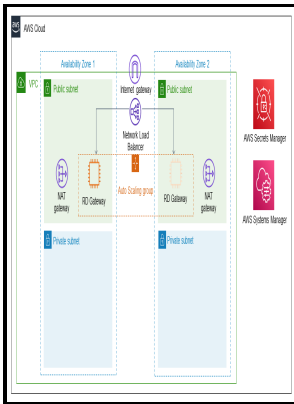 aws
AWS Cloud
Availability Zone 1
Availability Zone 2
VPC
Public subnet
Internet gateway
Public subnet
Network Load
Balancer
NAT
gateway
RD Gateway
Auto Scaling group
RD Gateway
NAT
gateway
Private subnet
Private subnet
AWS Secrets Manager
AWS Systems Manager